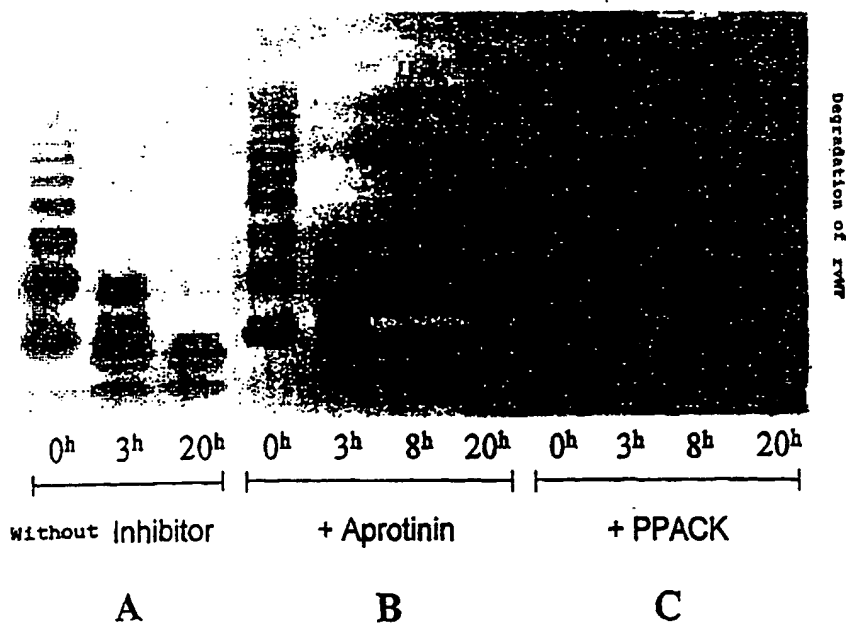 Degradation of rvWF
0h 3h 20h 0h 3h 8h 20h 0h 3h 8h 20h
Without Inhibitor + Aprotinin + PPACK
A B C